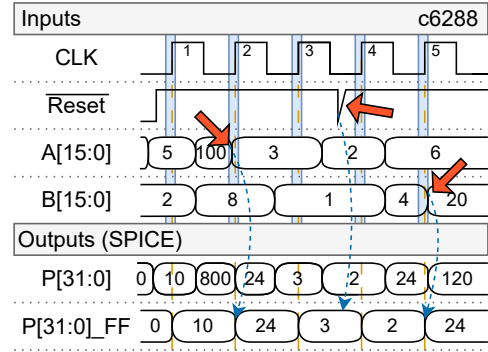 Inputs c6288
CLK 1 2 3 4 5
Reset
A[15:0] 5 100 3 2 6
B[15:0] 2 8 1 4 20
Outputs (SPICE)
P[31:0] 0 10 800 24 3 2 24 120
P[31:0]_FF 0 10 24 3 2 24